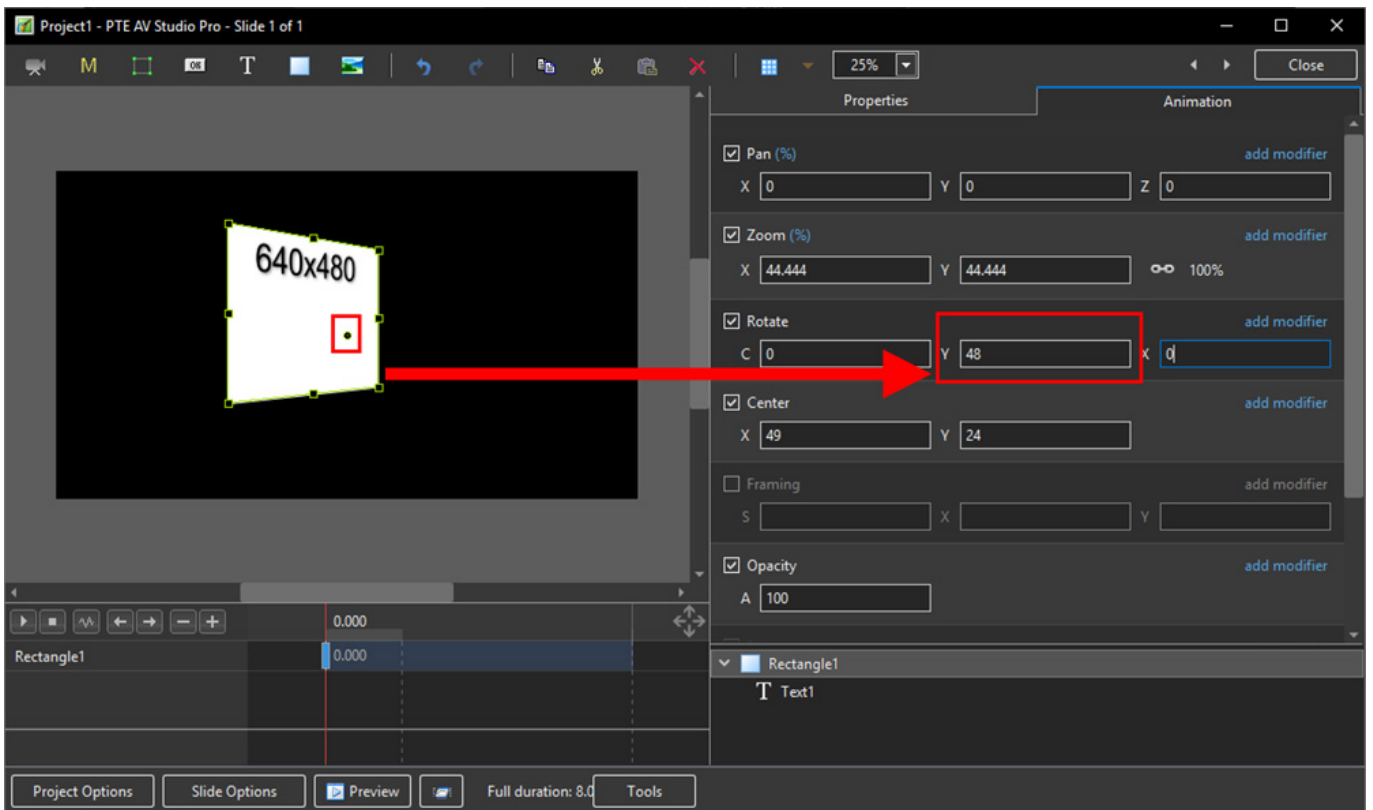 Project1 - PTE AV Studio Pro - Slide 1 of 1
M OK T 25% Close
Properties Animation
Pan (%) add modifier
X 0 Y 0 Z 0
Zoom (%) add modifier
X 44.444 Y 44.444 100%
Rotate add modifier
C 0 Y 48 X 0
Center add modifier
X 49 Y 24
Framing add modifier
S X Y
Opacity add modifier
A 100
640x480
0.000
Rectangle1 0.000
Rectangle1
T Text1
Project Options Slide Options Preview Full duration: 8.0 Tools